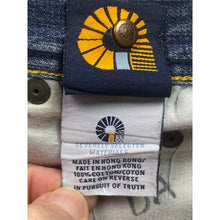 SPECIALLY SELECTED
MATERIALS
MADE IN HONG KONG/
FAIT EN HONG KONG
100% COTTON/COTON
CARE ON REVERSE
IN PURSUIT OF TRUTH